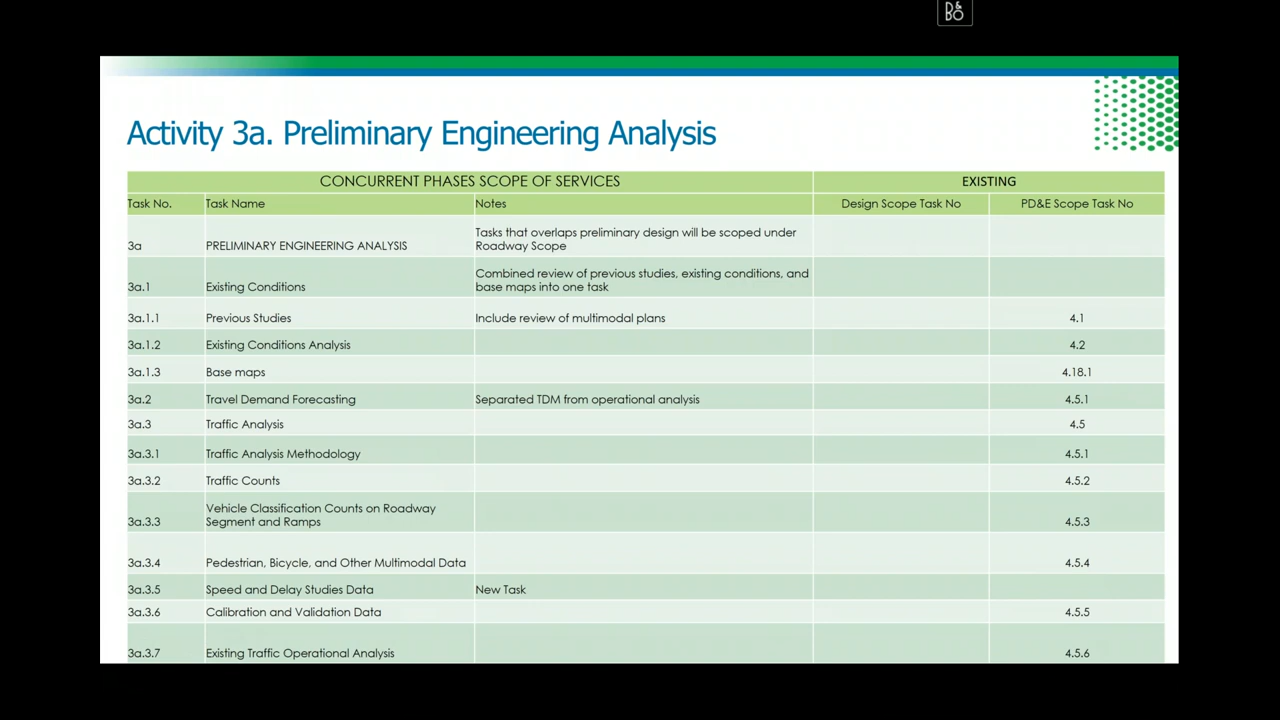 B&O
Activity 3a. Preliminary Engineering Analysis
CONCURRENT PHASES SCOPE OF SERVICES EXISTING
Task No. Task Name Notes Design Scope Task No PD&E Scope Task No
3a PRELIMINARY ENGINEERING ANALYSIS Tasks that overlaps preliminary design will be scoped under
Roadway Scope
3a.1 Existing Conditions Combined review of previous studies, existing conditions, and
base maps into one task
3a.1.1 Previous Studies Include review of multimodal plans 4.1
3a.1.2 Existing Conditions Analysis 4.2
3a.1.3 Base maps 4.18.1
3a.2 Travel Demand Forecasting Separated TDM from operational analysis 4.5.1
3a.3 Traffic Analysis 4.5
3a.3.1 Traffic Analysis Methodology 4.5.1
3a.3.2 Traffic Counts 4.5.2
3a.3.3 Vehicle Classification Counts on Roadway
Segment and Ramps 4.5.3
3a.3.4 Pedestrian, Bicycle, and Other Multimodal Data 4.5.4
3a.3.5 Speed and Delay Studies Data New Task
3a.3.6 Calibration and Validation Data 4.5.5
3a.3.7 Existing Traffic Operational Analysis 4.5.6